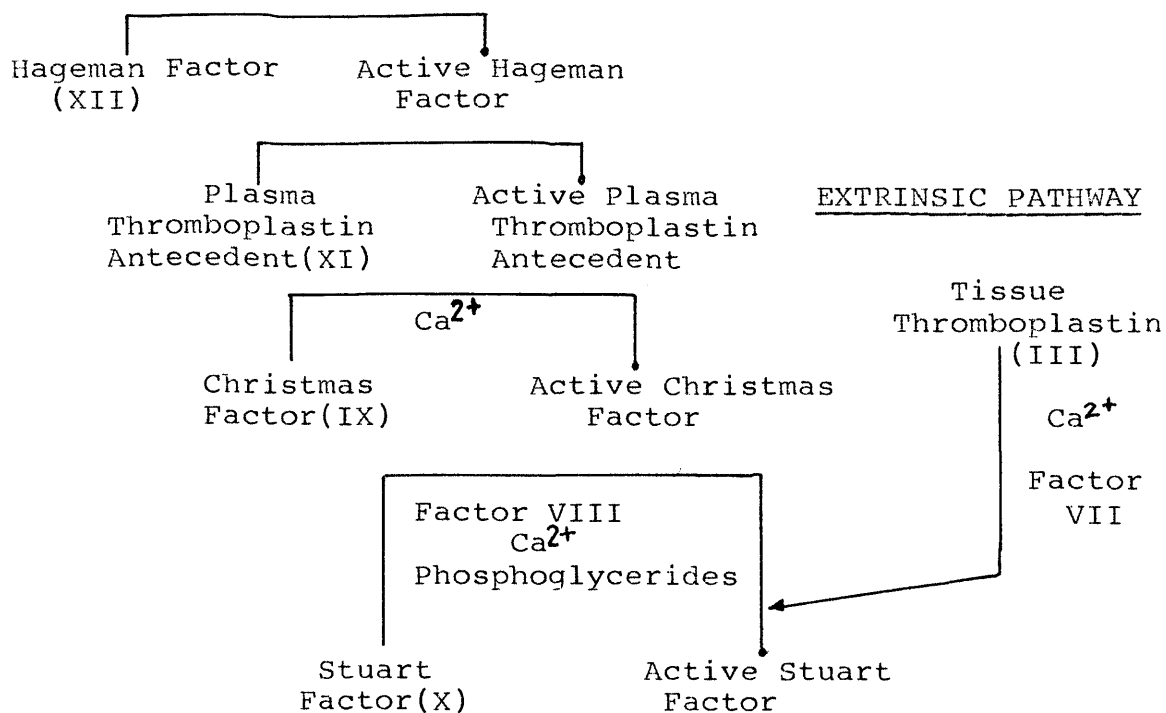 Hageman Factor
(XII)
Active Hageman
Factor
Plasma
Thromboplastin
Antecedent(XI)
Active Plasma
Thromboplastin
Antecedent
EXTRINSIC PATHWAY
Ca2+
Tissue
Thromboplastin
(III)
Christmas
Factor(IX)
Active Christmas
Factor
Ca2+
Factor
VII
Factor VIII
Ca2+
Phosphoglycerides
Stuart
Factor(X)
Active Stuart
Factor